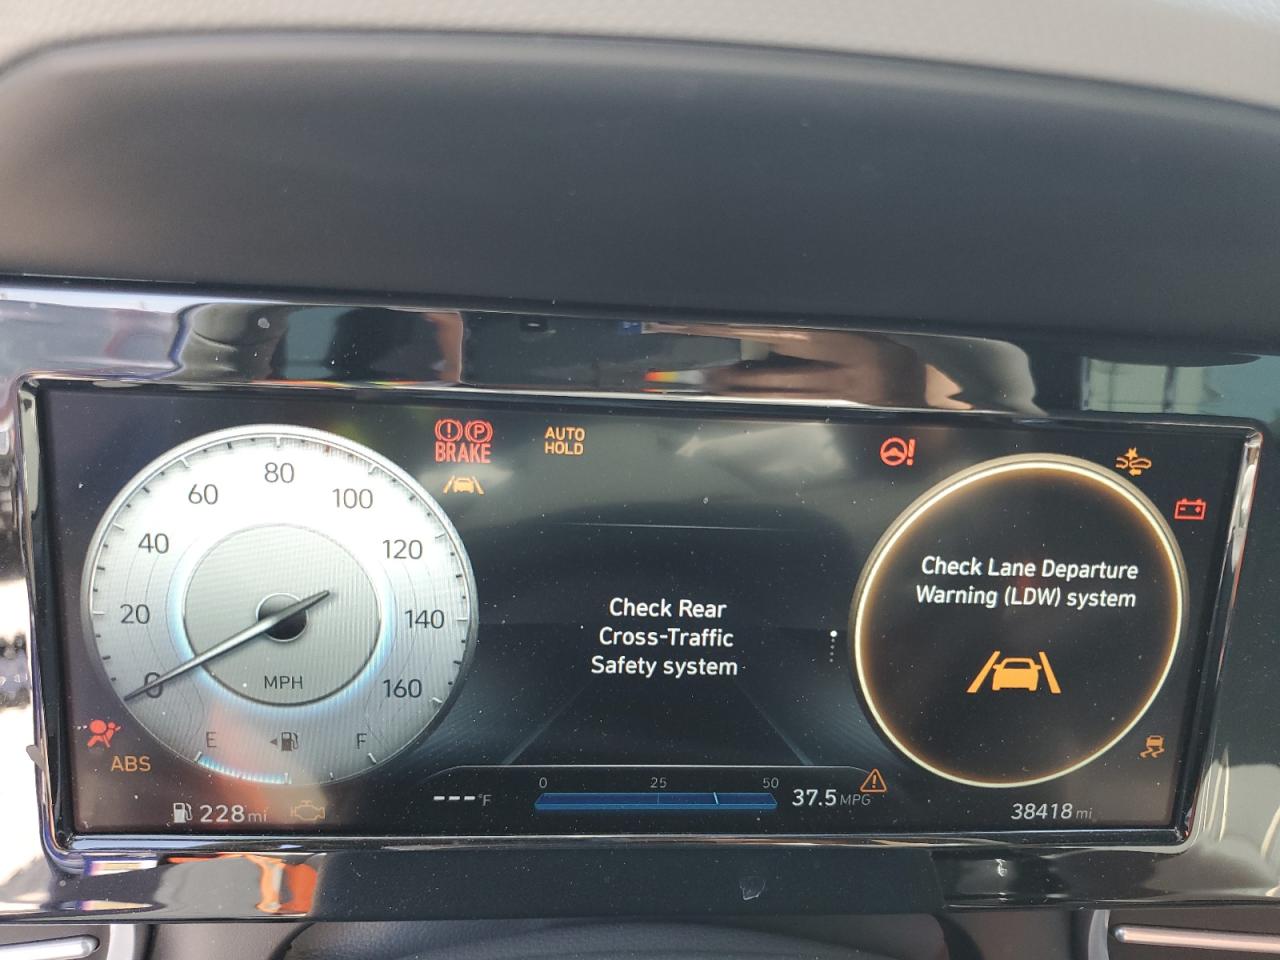 BRAKE
AUTO
HOLD
80
60
100
40
120
20
140
0
160
MPH
E
F
ABS
228 mi
Check Rear
Cross-Traffic
Safety system
Check Lane Departure
Warning (LDW) system
---°F
0
25
50
37.5 MPG
38418 mi